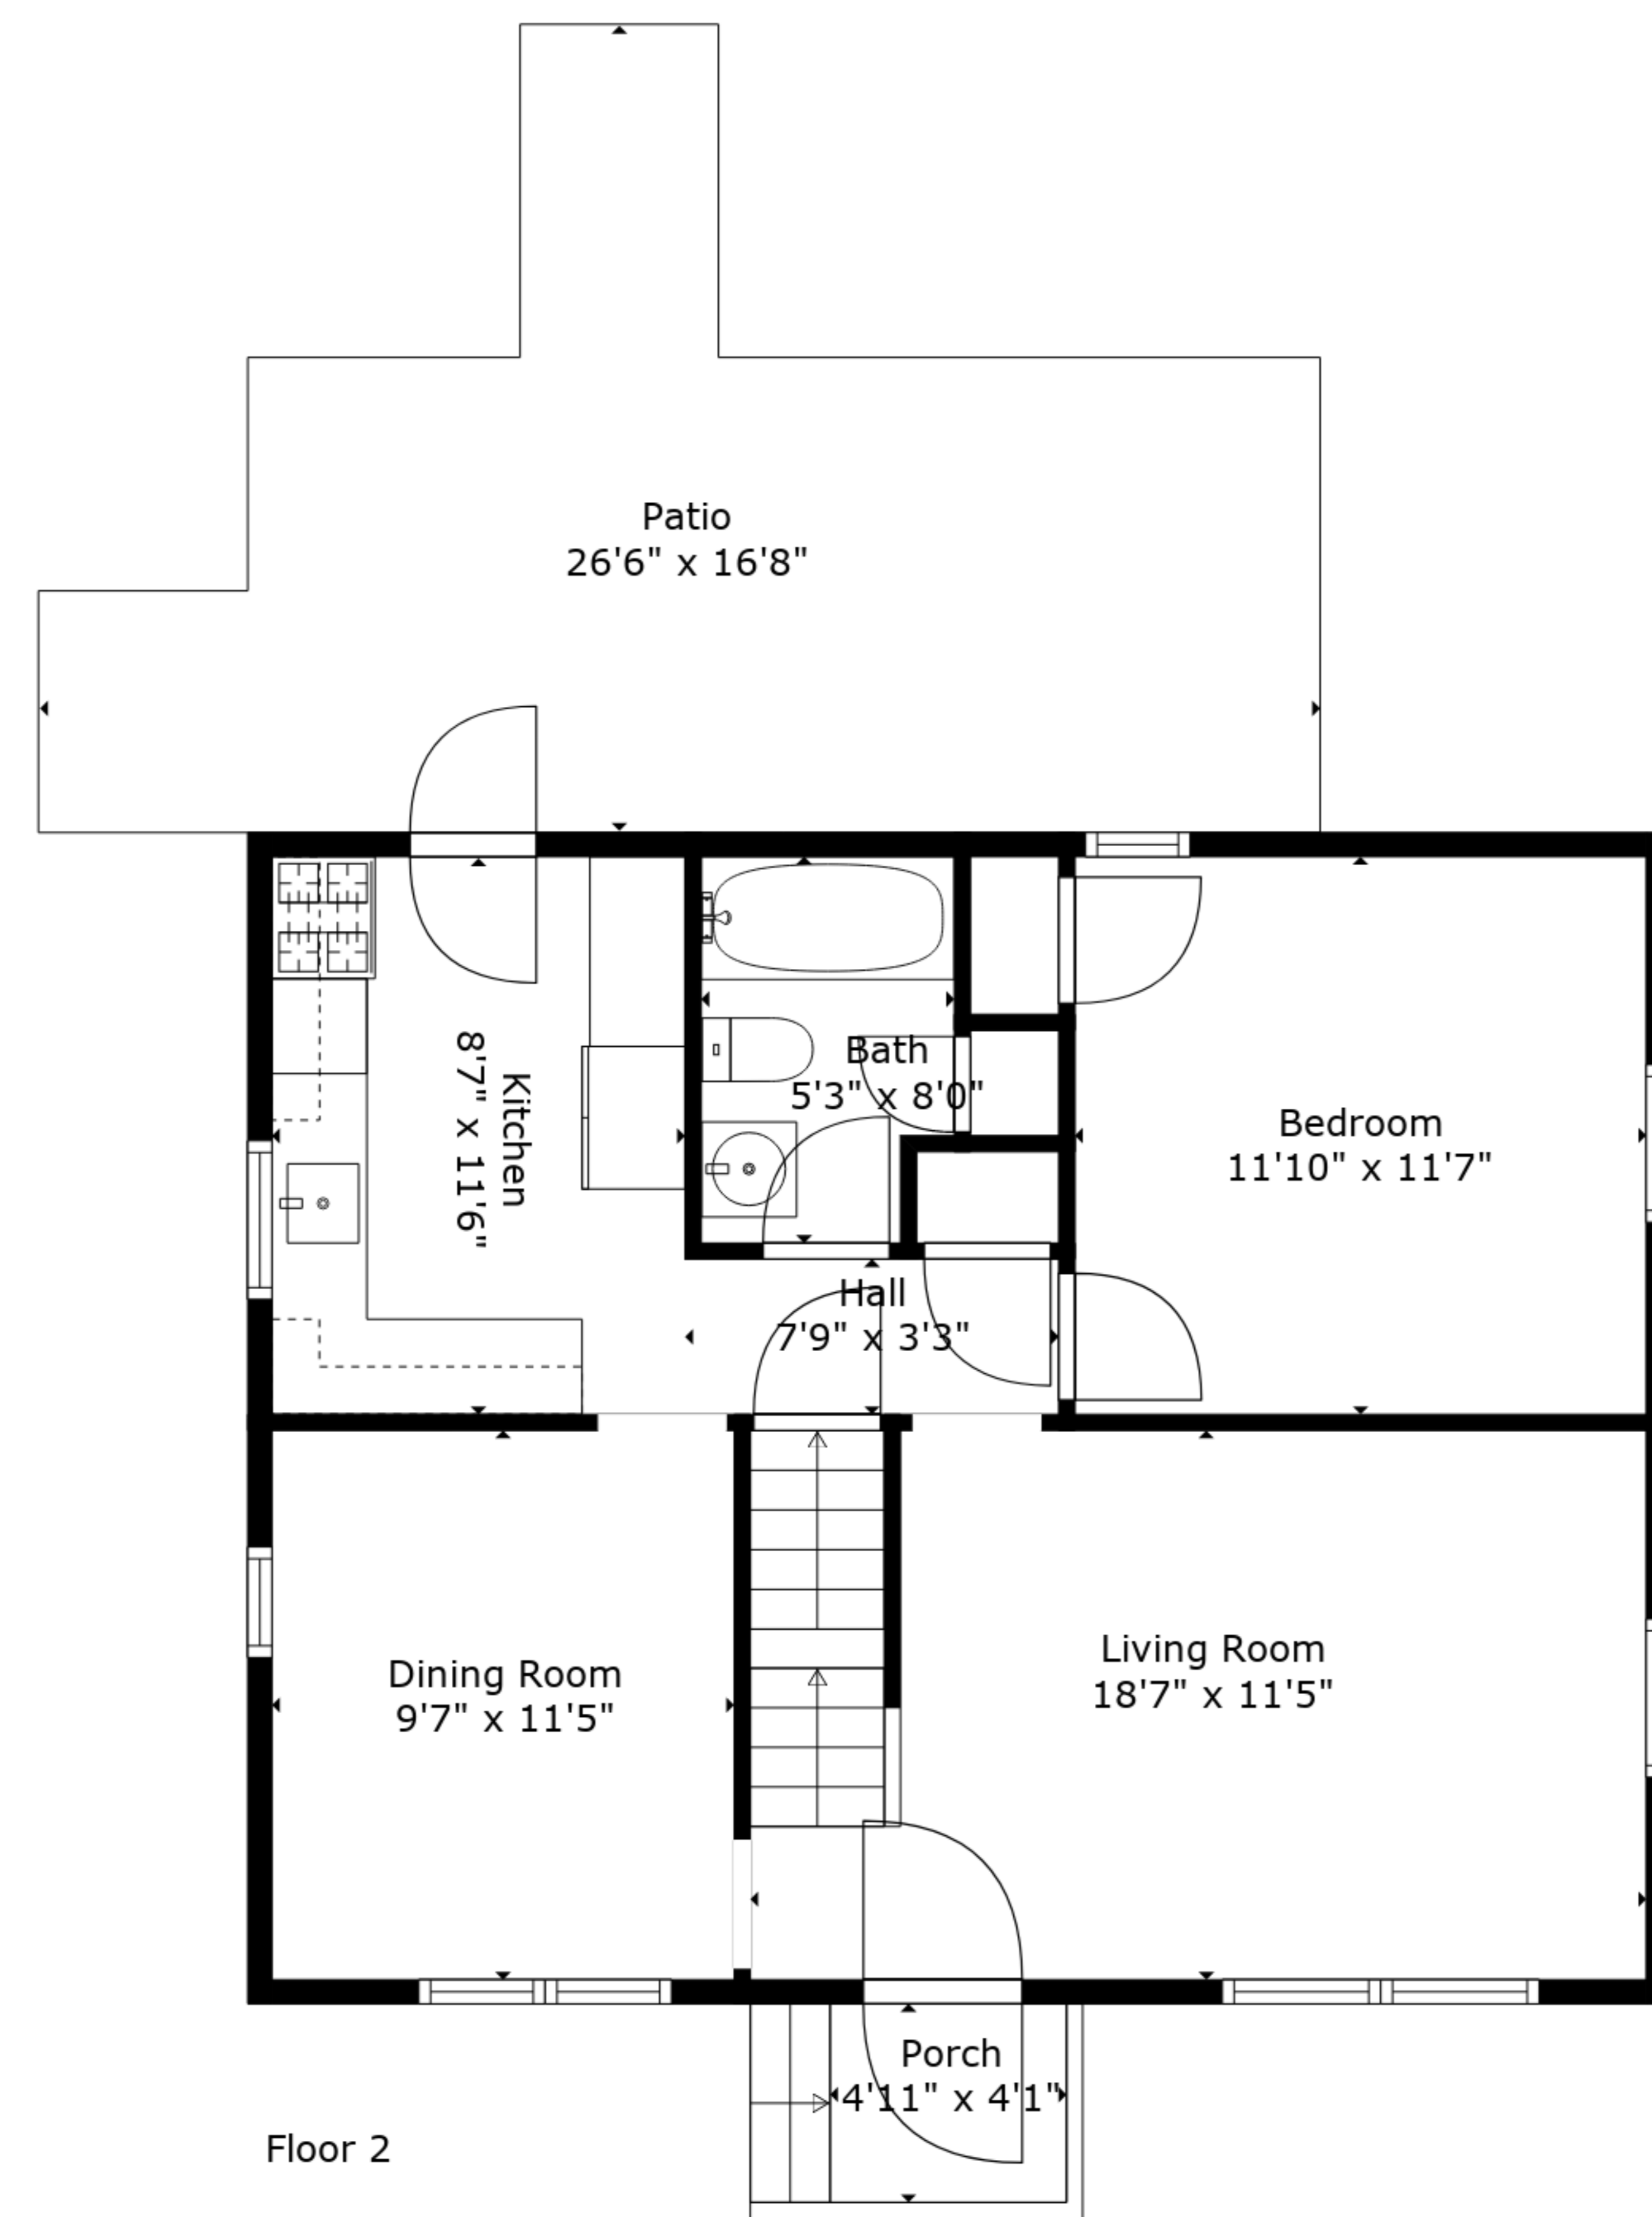 Patio
26'6" x 16'8"
Kitchen
8'7" x 11'6"
Bath
5'3" x 8'0"
Bedroom
11'10" x 11'7"
Hall
7'9" x 3'3"
Dining Room
9'7" x 11'5"
Living Room
18'7" x 11'5"
Porch
4'11" x 4'1"
Floor 2